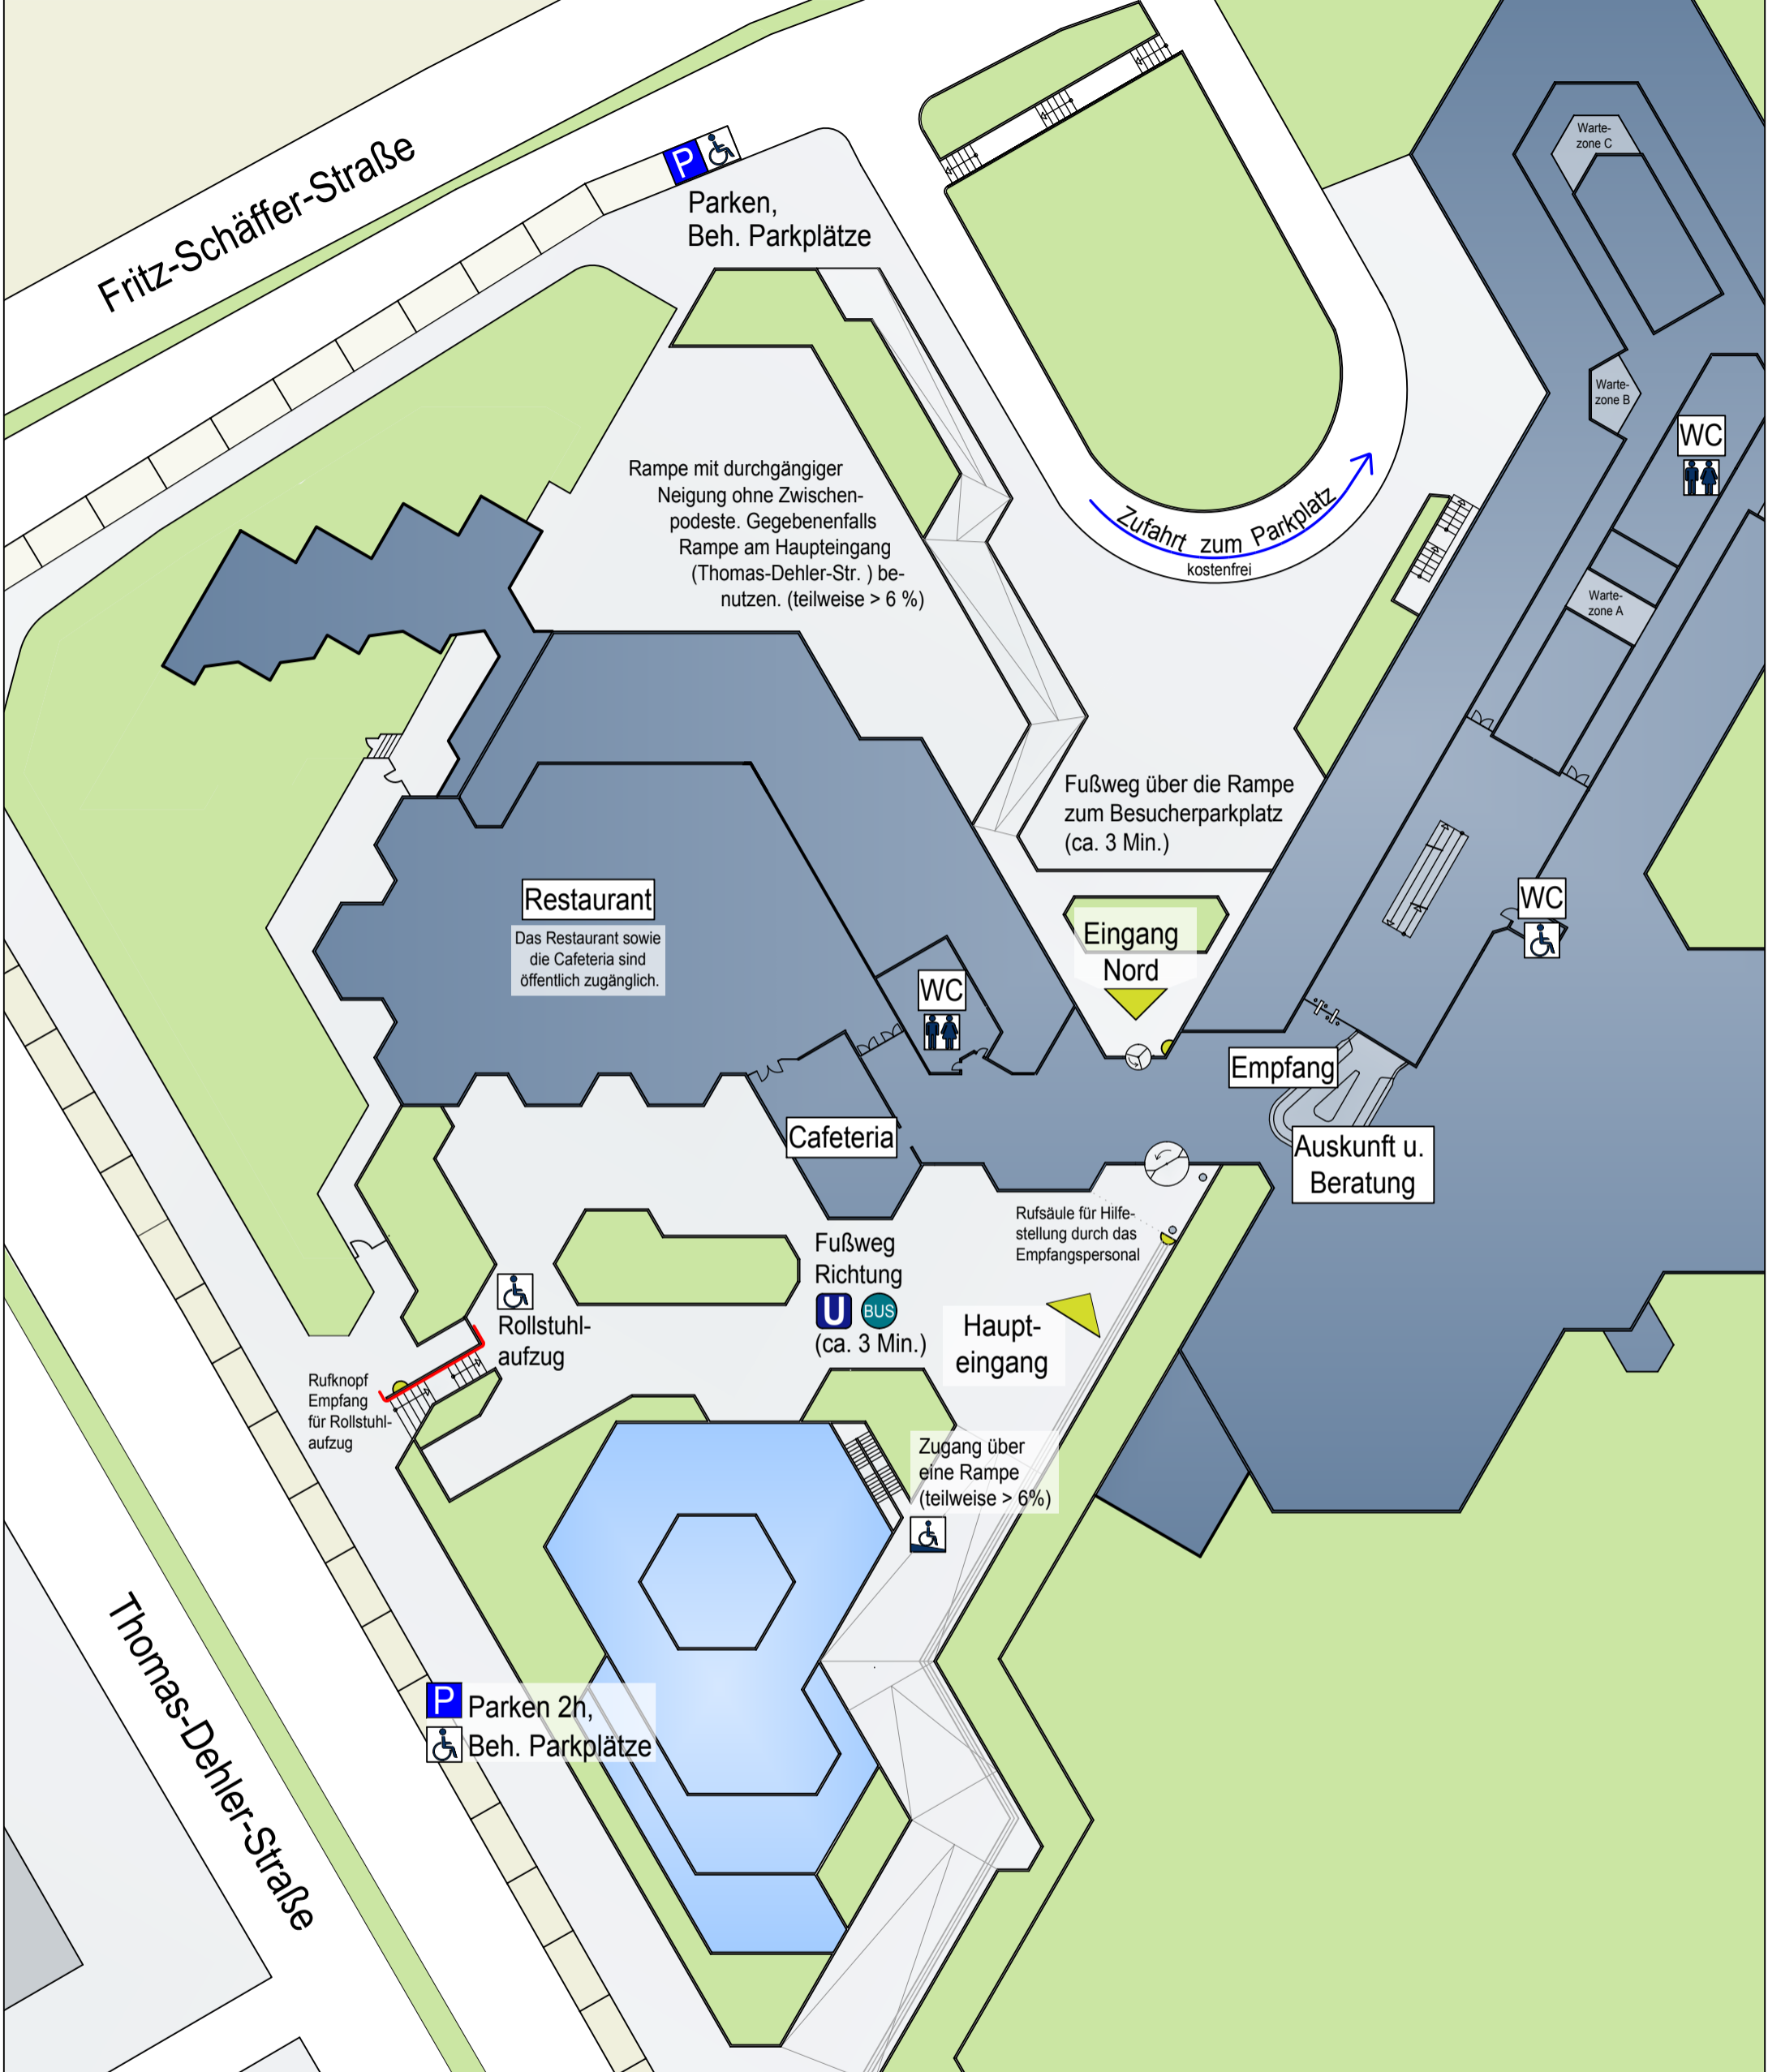 Fritz-Schäffer-Straße
P
Parken,
Beh. Parkplätze
Warte-
zone C
Warte-
zone B
WC
Rampe mit durchgängiger
Neigung ohne Zwischen-
podeste. Gegebenenfalls
Rampe am Haupteingang
(Thomas-Dehler-Str. ) be-
nutzen. (teilweise > 6 %)
Zufahrt zum Parkplatz
kostenfrei
Warte-
zone A
Fußweg über die Rampe
zum Besucherparkplatz
(ca. 3 Min.)
Restaurant
Das Restaurant sowie
die Cafeteria sind
öffentlich zugänglich.
WC
Eingang
Nord
WC
Empfang
Cafeteria
Auskunft u.
Beratung
Rufsäule für Hilfe-
stellung durch das
Empfangspersonal
Fußweg
Richtung
U BUS
(ca. 3 Min.)
Haupt-
eingang
Rollstuhl-
aufzug
Rufknopf
Empfang
für Rollstuhl-
aufzug
Zugang über
eine Rampe
(teilweise > 6%)
Thomas-Dehler-Straße
P Parken 2h,
Beh. Parkplätze